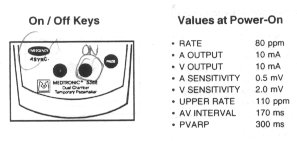 On / Off Keys
Values at Power-On
ASYNC.
ON
MEDTRONIC
Dual Chamber
Temporary Pacemaker
• RATE 80 ppm
• A OUTPUT 10 mA
• V OUTPUT 10 mA
• A SENSITIVITY 0.5 mV
• V SENSITIVITY 2.0 mV
• UPPER RATE 110 ppm
• AV INTERVAL 170 ms
• PVARP 300 ms